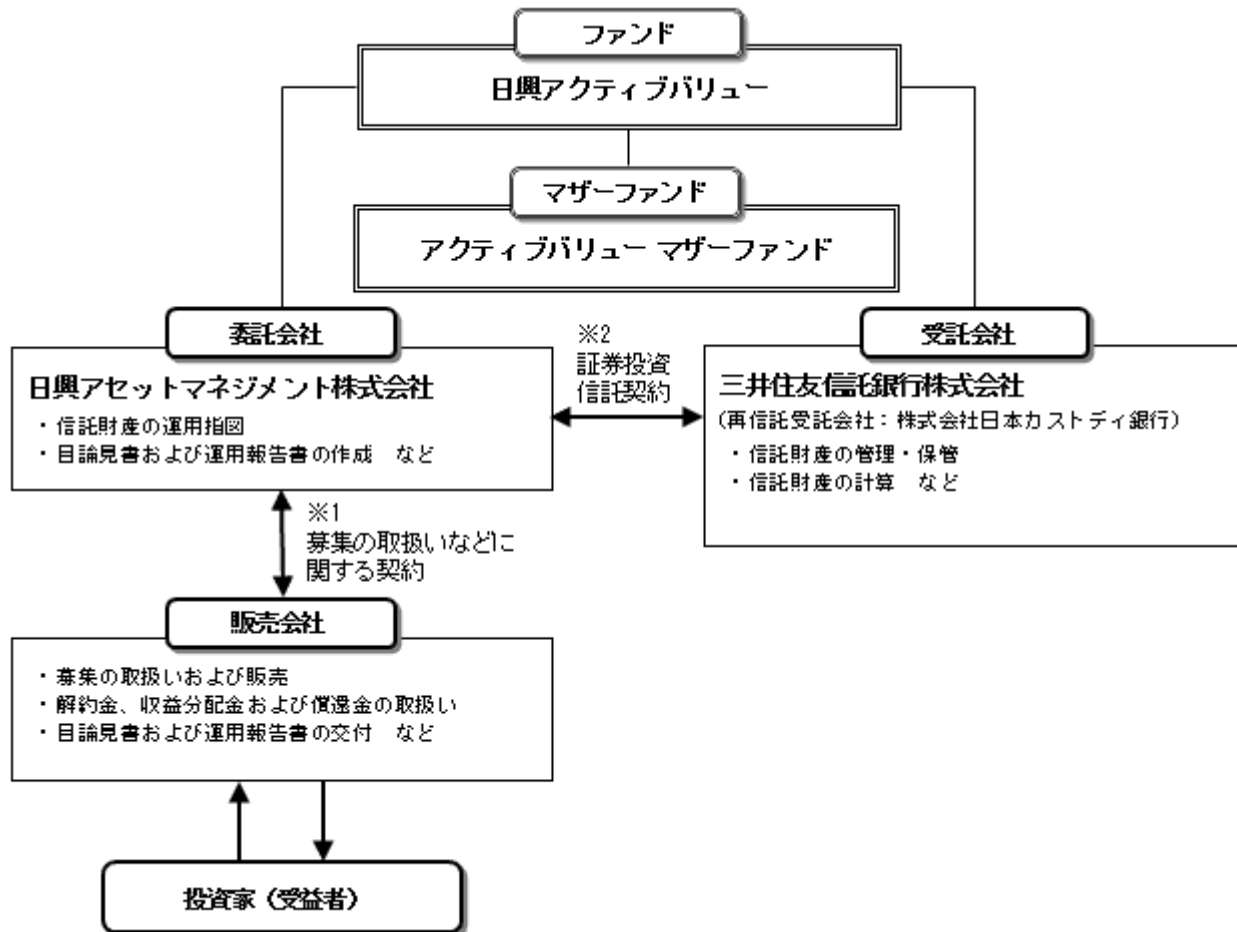 ファンド
日興アクティブバリュー
マザーファンド
アクティブバリュー マザーファンド
委託会社
日興アセットマネジメント株式会社
・信託財産の運用指図
・目論見書および運用報告書の作成　など
※2
証券投資
信託契約
受託会社
三井住友信託銀行株式会社
(再信託受託会社：株式会社日本カストディ銀行)
・信託財産の管理・保管
・信託財産の計算　など
※1
募集の取扱いなどに
関する契約
販売会社
・募集の取扱いおよび販売
・解約金、収益分配金および償還金の取扱い
・目論見書および運用報告書の交付　など
投資家（受益者）